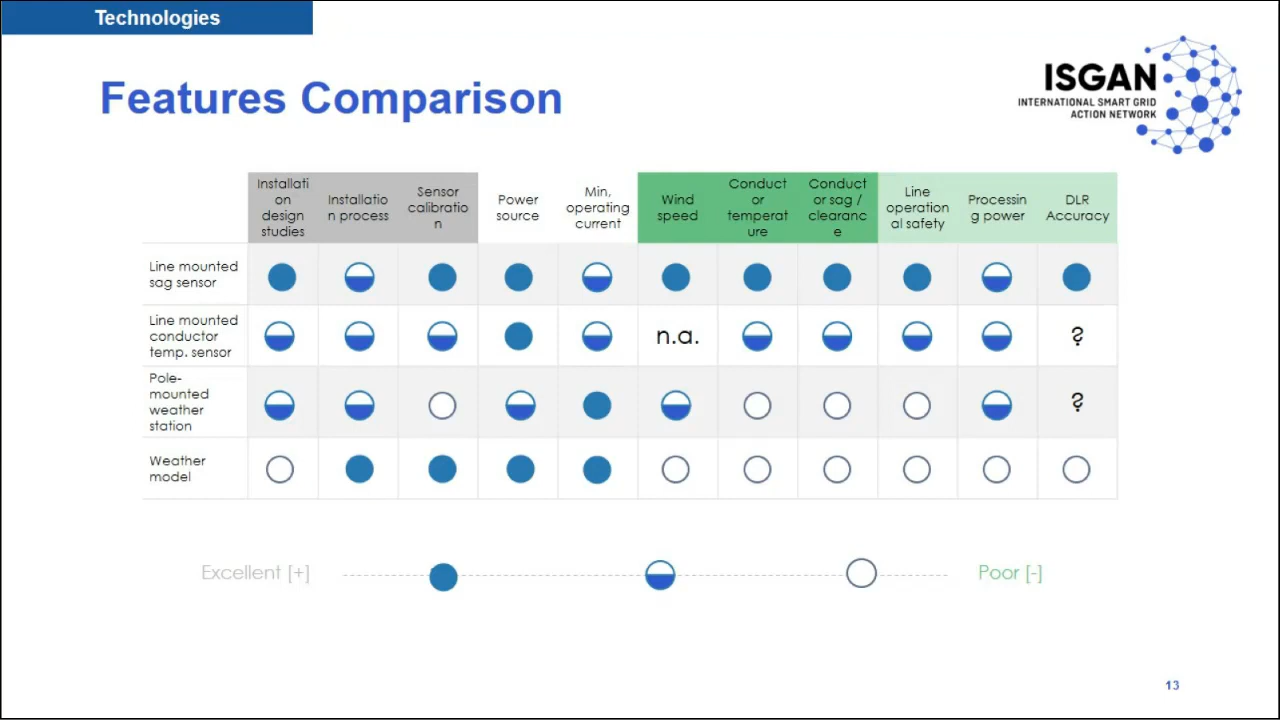 Technologies
Features Comparison
ISGAN
INTERNATIONAL SMART GRID
ACTION NETWORK
Installati
on
design
studies
Installatio
n process
Sensor
calibratio
n
Power
source
Min,
operating
current
Wind
speed
Conduct
or
temperat
ure
Conduct
or sag /
clearanc
e
Line
operation
al safety
Processin
g power
DLR
Accuracy
Line mounted
sag sensor
Line mounted
conductor
temp. sensor
n.a.
?
Pole-
mounted
weather
station
?
Weather
model
Excellent [+]
Poor [-]
13